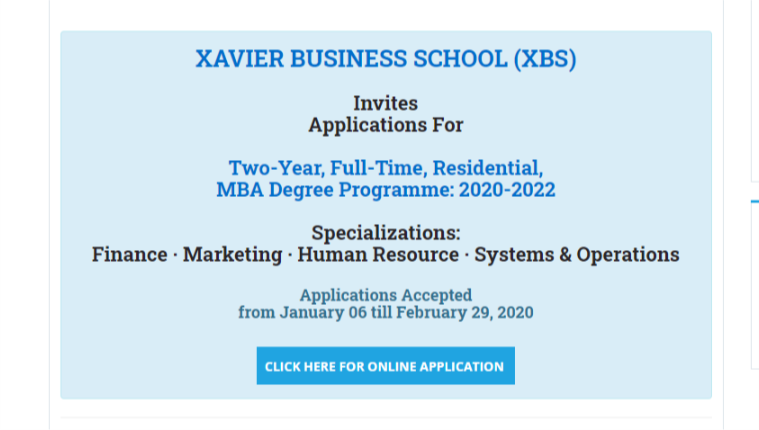 XAVIER BUSINESS SCHOOL (XBS)
Invites
Applications For
Two-Year, Full-Time, Residential,
MBA Degree Programme: 2020-2022
Specializations:
Finance · Marketing · Human Resource · Systems & Operations
Applications Accepted
from January 06 till February 29, 2020
CLICK HERE FOR ONLINE APPLICATION